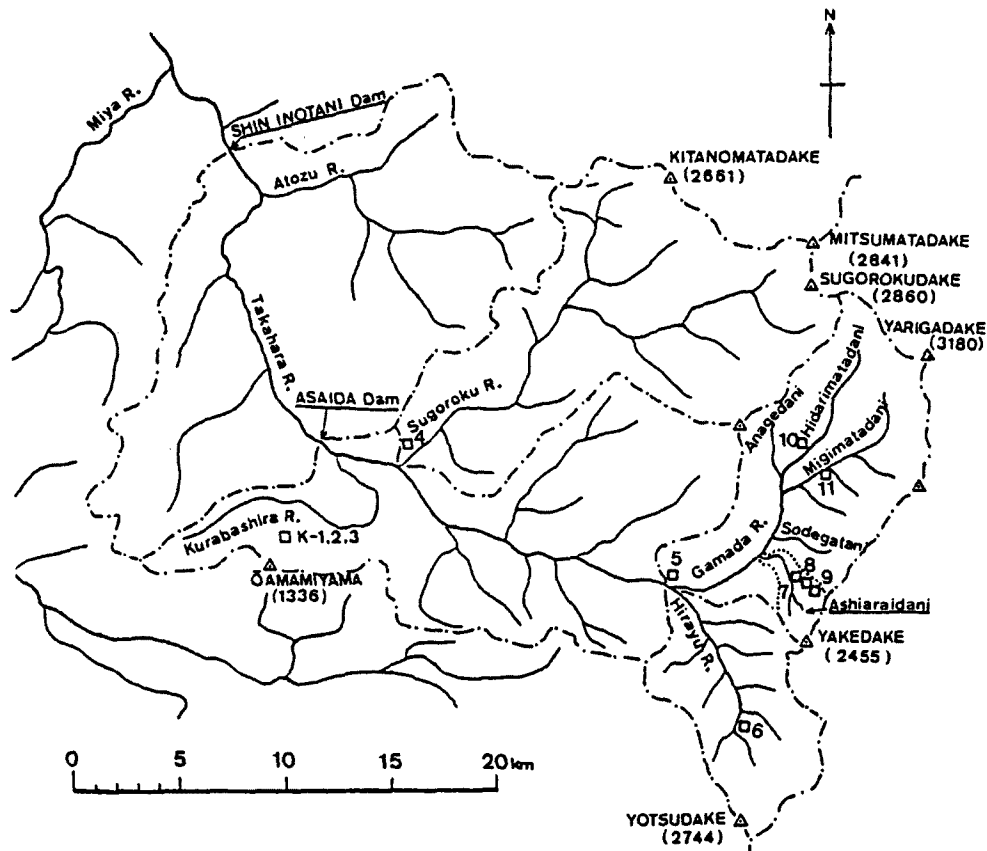 N
Miya R.
SHIN INOTANI Dam
Atozu R.
KITANOMATADAKE
(2661)
MITSUMATADAKE
(2841)
SUGOROKUDAKE
(2860)
YARIGADAKE
(3180)
Takahara R.
ASAIDA Dam
Sugoroku R.
4
Anagedani
Hidarimatadani
10
Migimatadani
11
Kurabashira R.
K-1,2,3
ŌAMAMIYAMA
(1336)
5
Gamada R.
Sodegatani
8
9
7
Ashiaraidani
Hirayu R.
YAKEDAKE
(2455)
6
0 5 10 15 20 km
YOTSUDAKE
(2744)